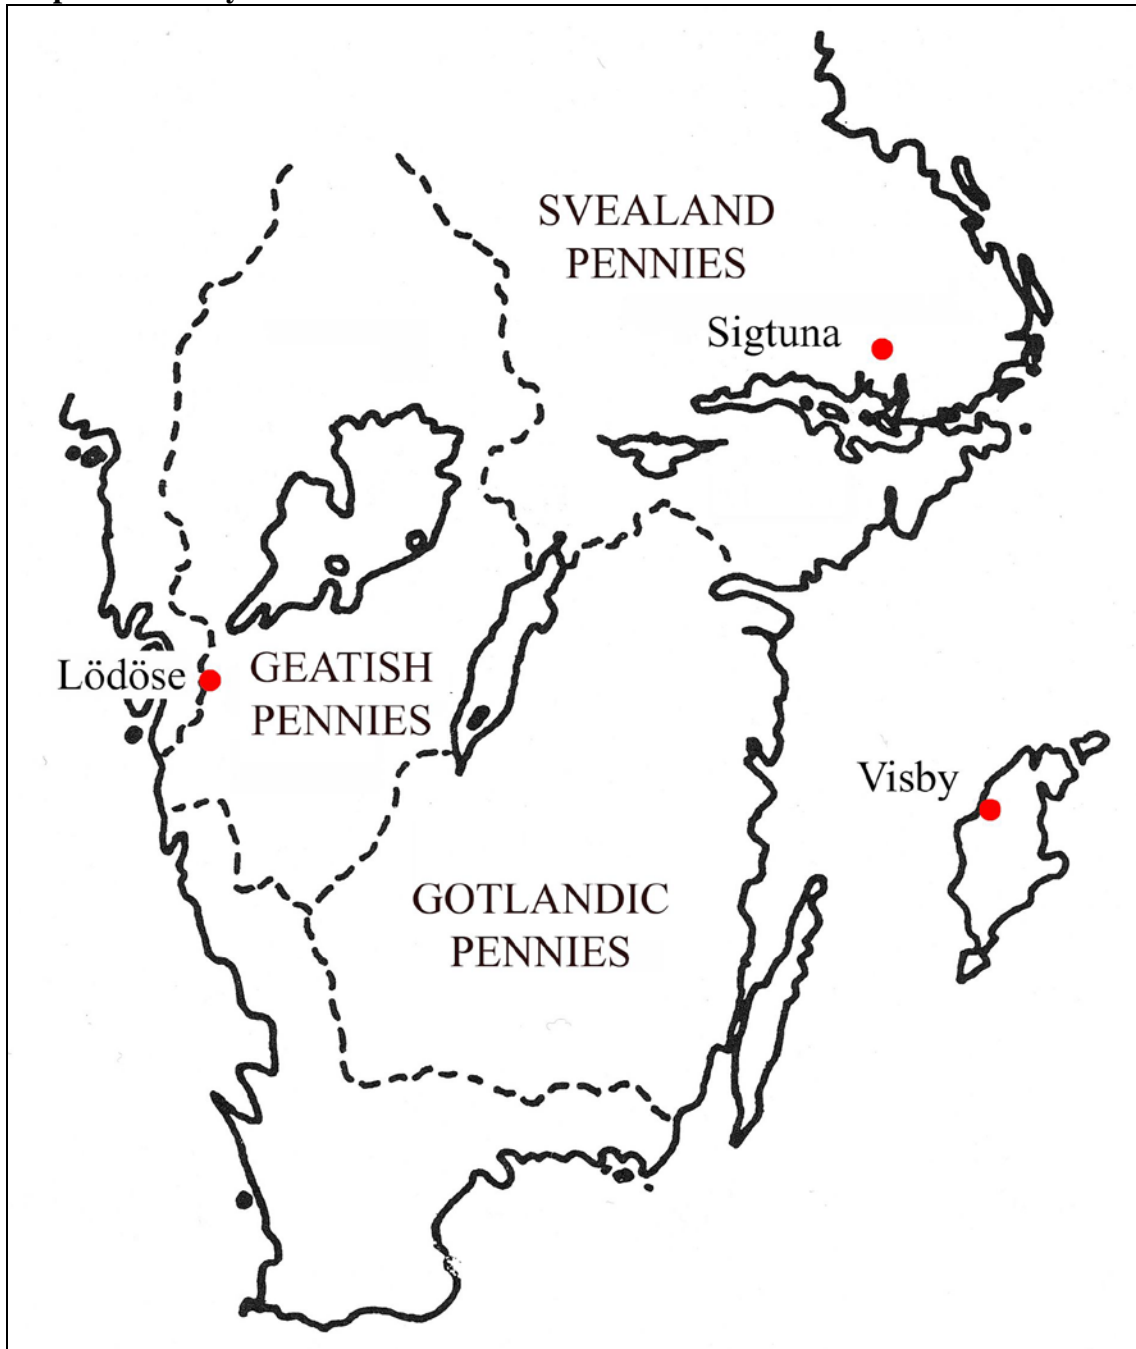 SVEALAND
PENNIES
Sigtuna
Lödöse
GEATISH
PENNIES
Visby
GOTLANDIC
PENNIES